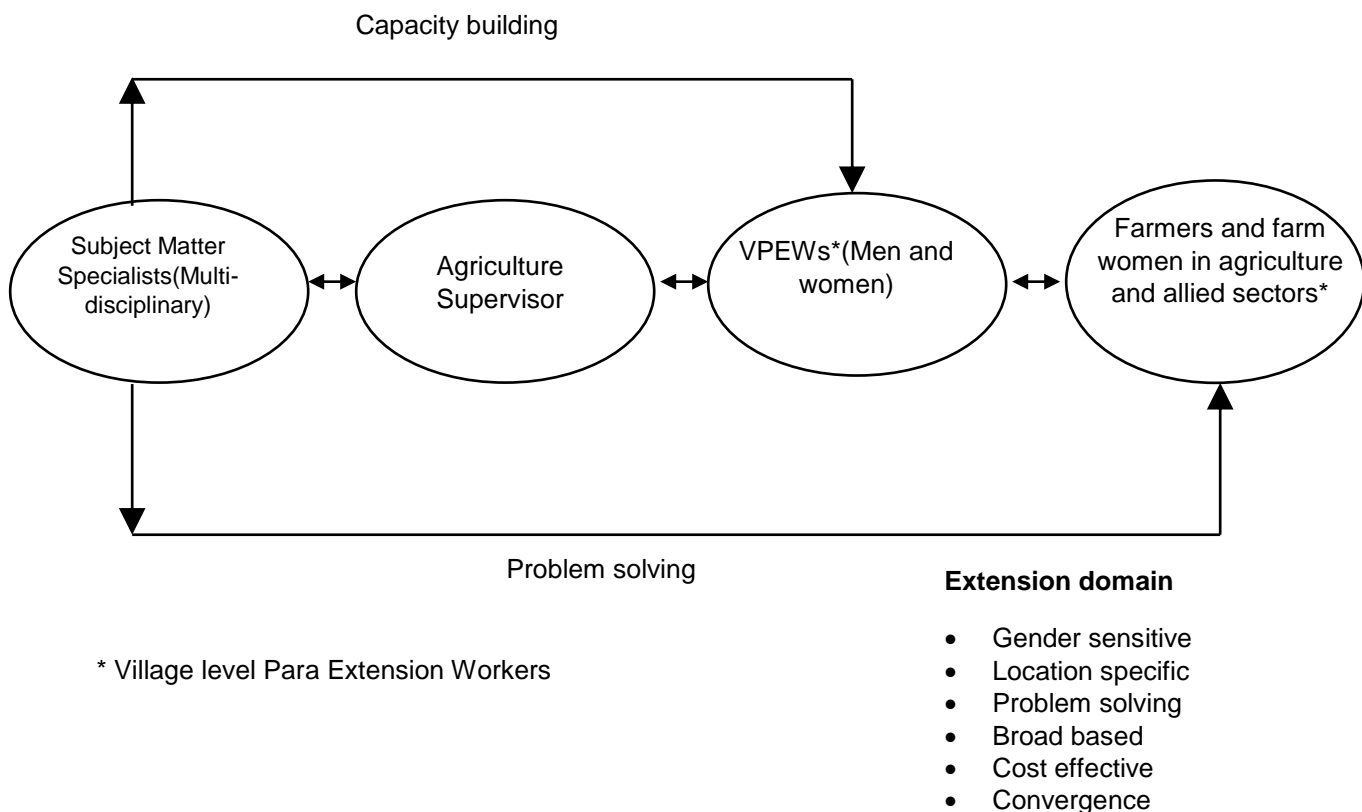 Capacity building
Subject Matter
Specialists(Multi-
disciplinary)
Agriculture
Supervisor
VPEWs*(Men and
women)
Farmers and farm
women in agriculture
and allied sectors*
Problem solving
* Village level Para Extension Workers
Extension domain
• Gender sensitive
• Location specific
• Problem solving
• Broad based
• Cost effective
• Convergence